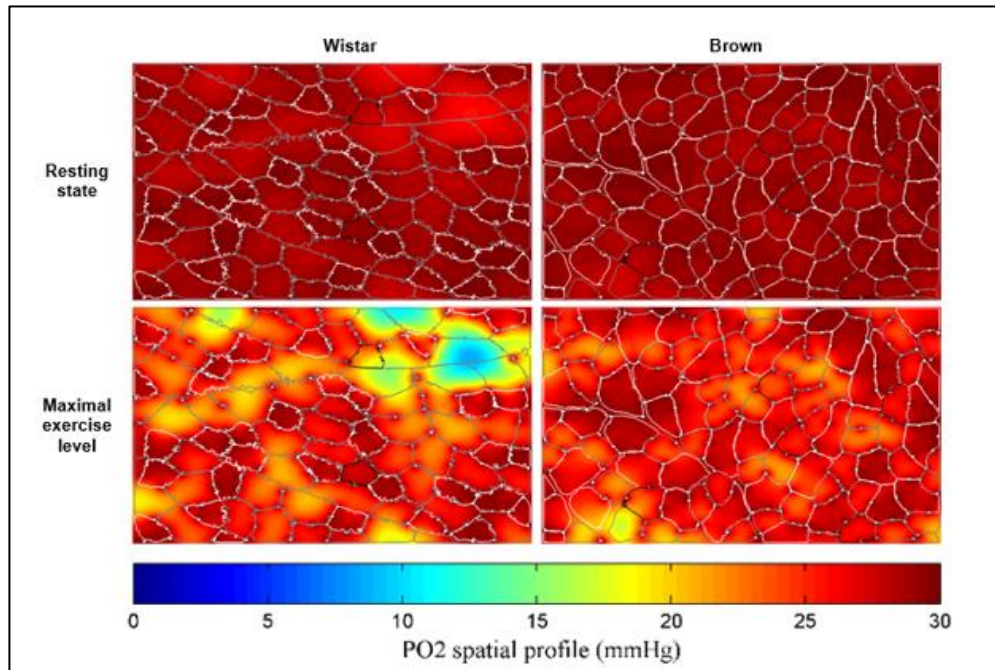 Wistar
Brown
Resting
state
Maximal
exercise
level
0 5 10 15 20 25 30
PO2 spatial profile (mmHg)